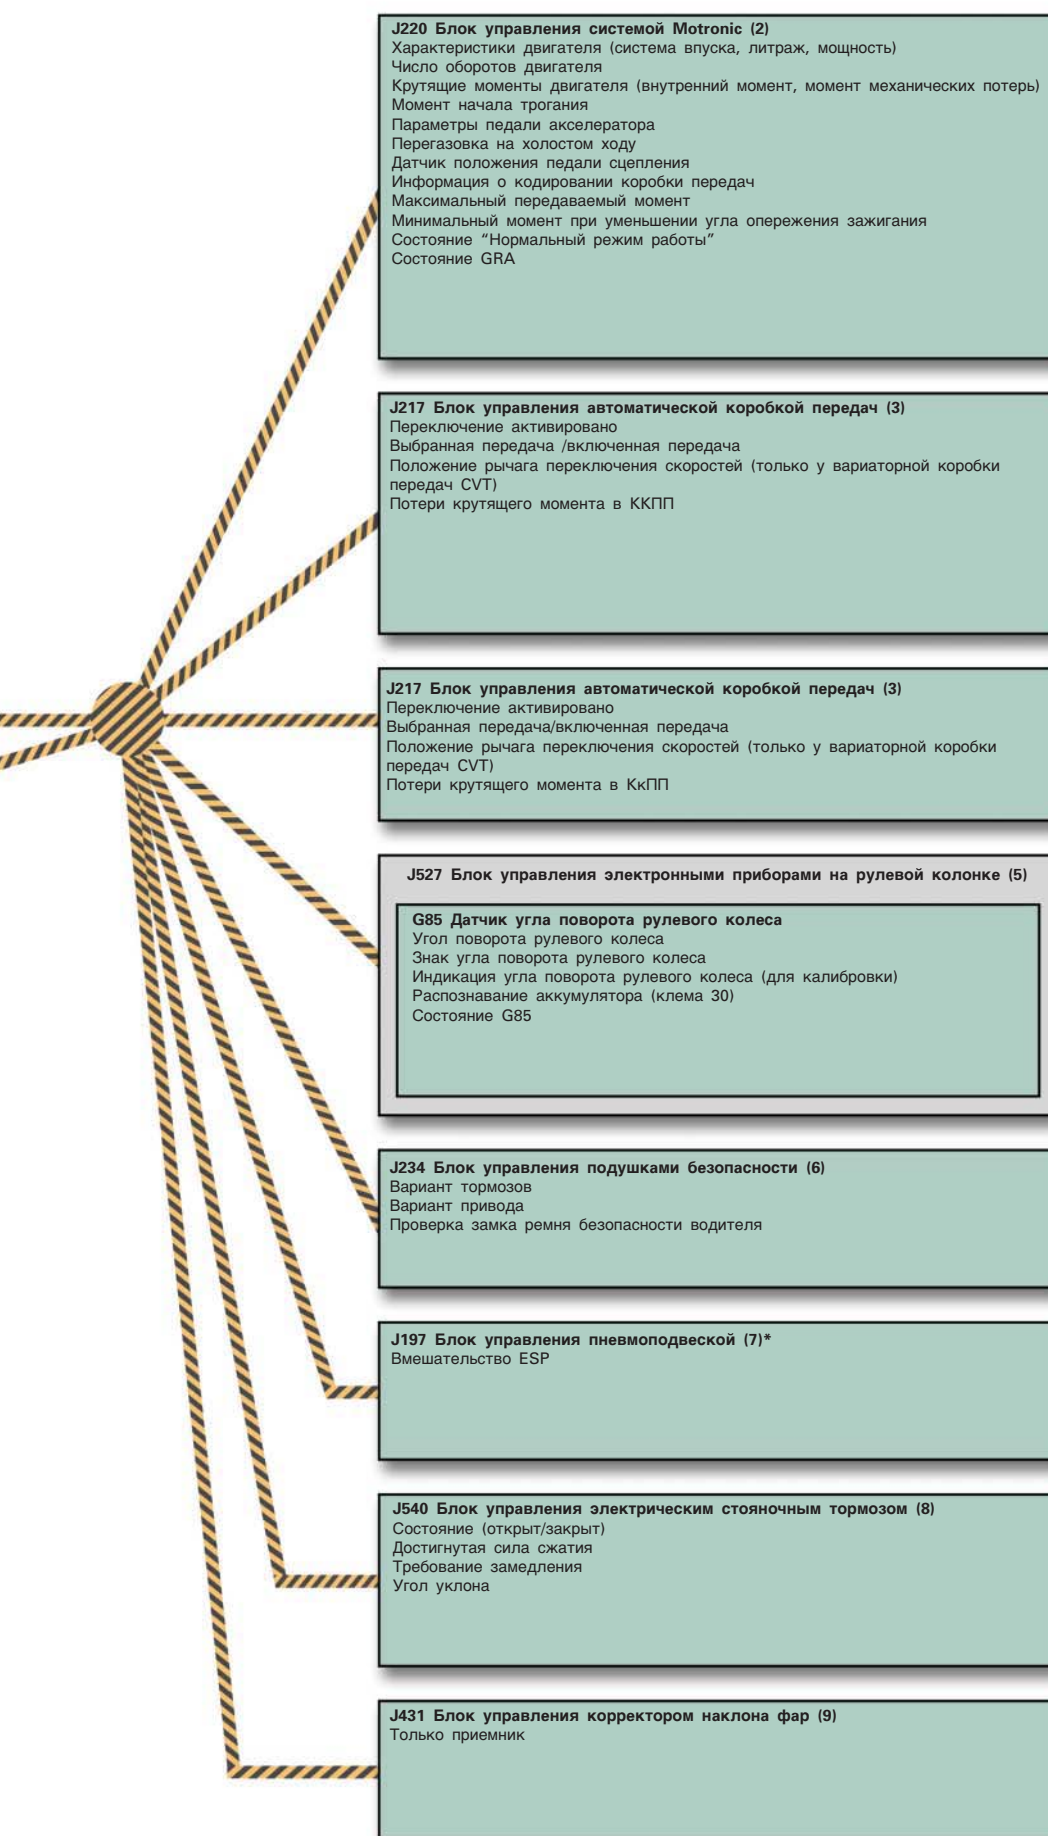 J220 Блок управления системой Motronic (2)
Характеристики двигателя (система впуска, литраж, мощность)
Число оборотов двигателя
Крутящие моменты двигателя (внутренний момент, момент механических потерь)
Момент начала трогания
Параметры педали акселератора
Перегазовка на холостом ходу
Датчик положения педали сцепления
Информация о кодировании коробки передач
Максимальный передаваемый момент
Минимальный момент при уменьшении угла опережения зажигания
Состояние “Нормальный режим работы”
Состояние GRA
J217 Блок управления автоматической коробкой передач (3)
Переключение активировано
Выбранная передача /включенная передача
Положение рычага переключения скоростей (только у вариаторной коробки
передач CVT)
Потери крутящего момента в ККПП
J217 Блок управления автоматической коробкой передач (3)
Переключение активировано
Выбранная передача/включенная передача
Положение рычага переключения скоростей (только у вариаторной коробки
передач CVT)
Потери крутящего момента в КкПП
J527 Блок управления электронными приборами на рулевой колонке (5)
G85 Датчик угла поворота рулевого колеса
Угол поворота рулевого колеса
Знак угла поворота рулевого колеса
Индикация угла поворота рулевого колеса (для калибровки)
Распознавание аккумулятора (клема 30)
Состояние G85
J234 Блок управления подушками безопасности (6)
Вариант тормозов
Вариант привода
Проверка замка ремня безопасности водителя
J197 Блок управления пневмоподвеской (7)*
Вмешательство ESP
J540 Блок управления электрическим стояночным тормозом (8)
Состояние (открыт/закрыт)
Достигнутая сила сжатия
Требование замедления
Угол уклона
J431 Блок управления корректором наклона фар (9)
Только приемник